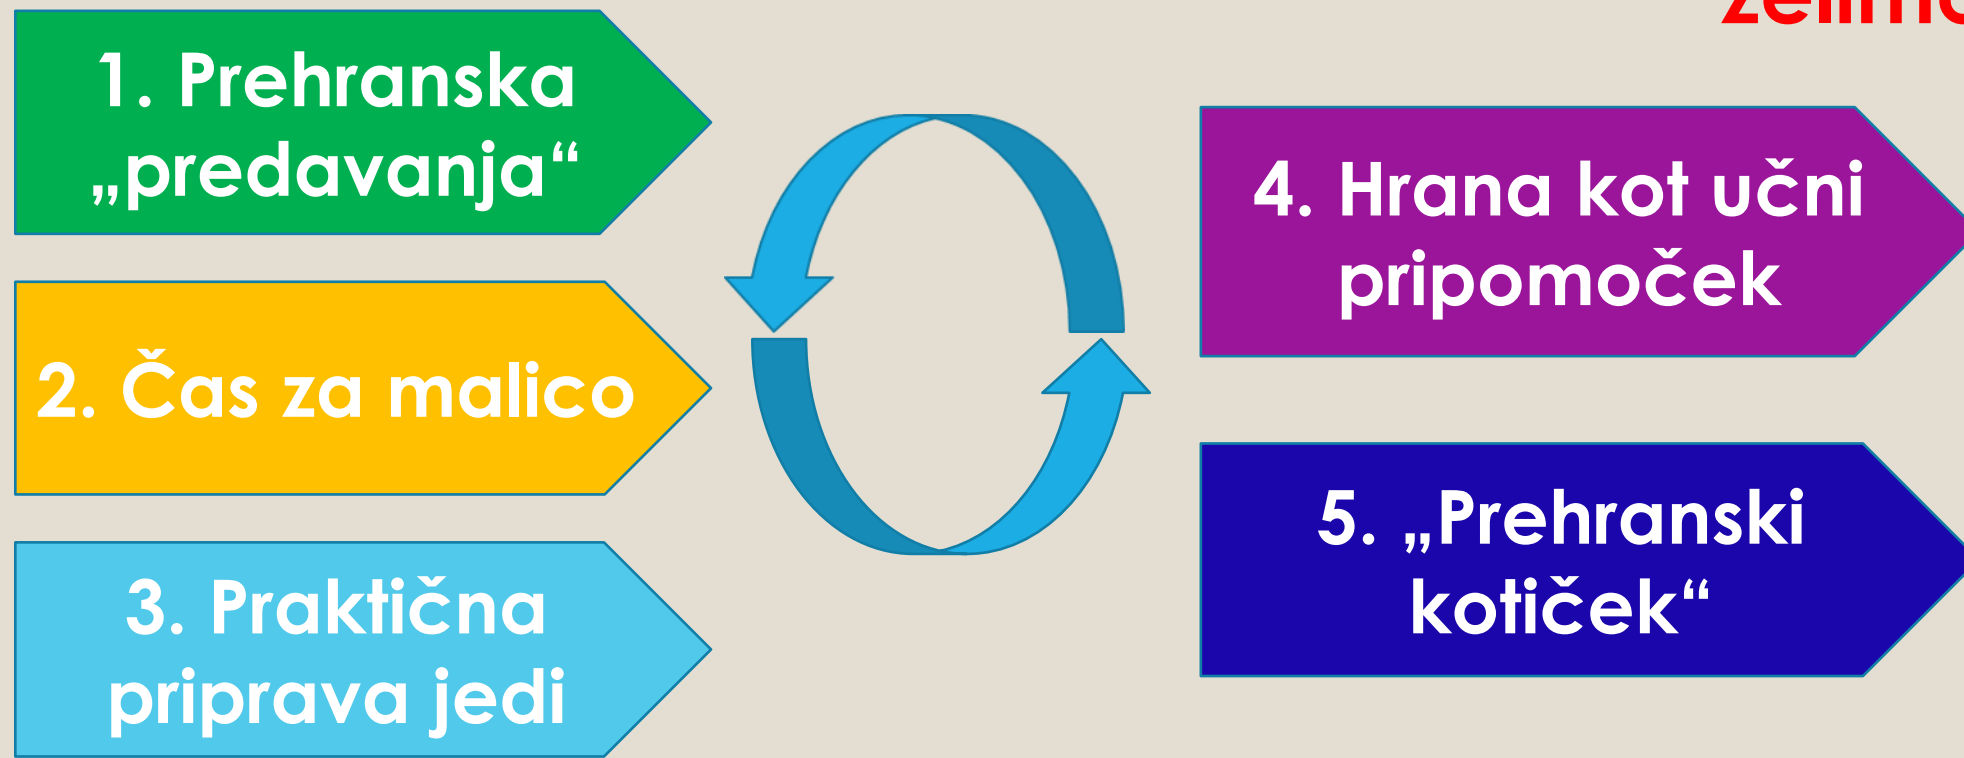 1. Prehranska
„predavanja“
2. Čas za malico
3. Praktična
priprava jedi
4. Hrana kot učni
pripomoček
5. „Prehranski
kotiček“